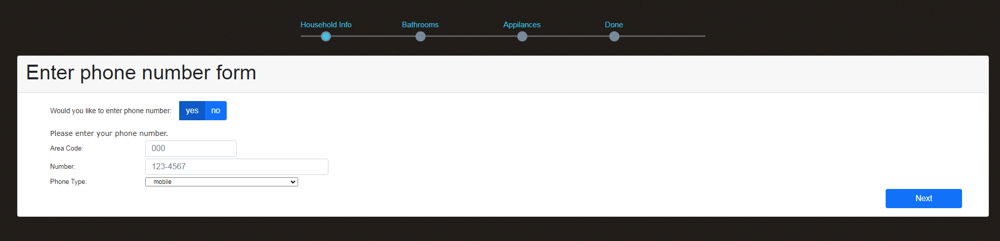 Household Info Bathrooms Appilances Done
Enter phone number form
Would you like to enter phone number: yes no
Please enter your phone number.
Area Code: 000
Number: 123-4567
Phone Type: mobile
Next